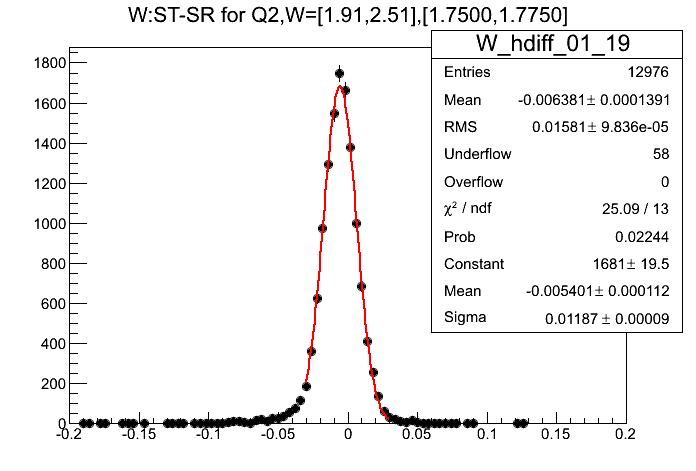 W:ST-SR for Q2,W=[1.91,2.51],[1.7500,1.7750]
W_hdiff_01_19
Entries 12976
Mean -0.006381± 0.0001391
RMS 0.01581± 9.836e-05
Underflow 58
Overflow 0
χ² / ndf 25.09 / 13
Prob 0.02244
Constant 1681± 19.5
Mean -0.005401± 0.000112
Sigma 0.01187± 0.00009
1800
1600
1400
1200
1000
800
600
400
200
0
-0.2 -0.15 -0.1 -0.05 0 0.05 0.1 0.15 0.2